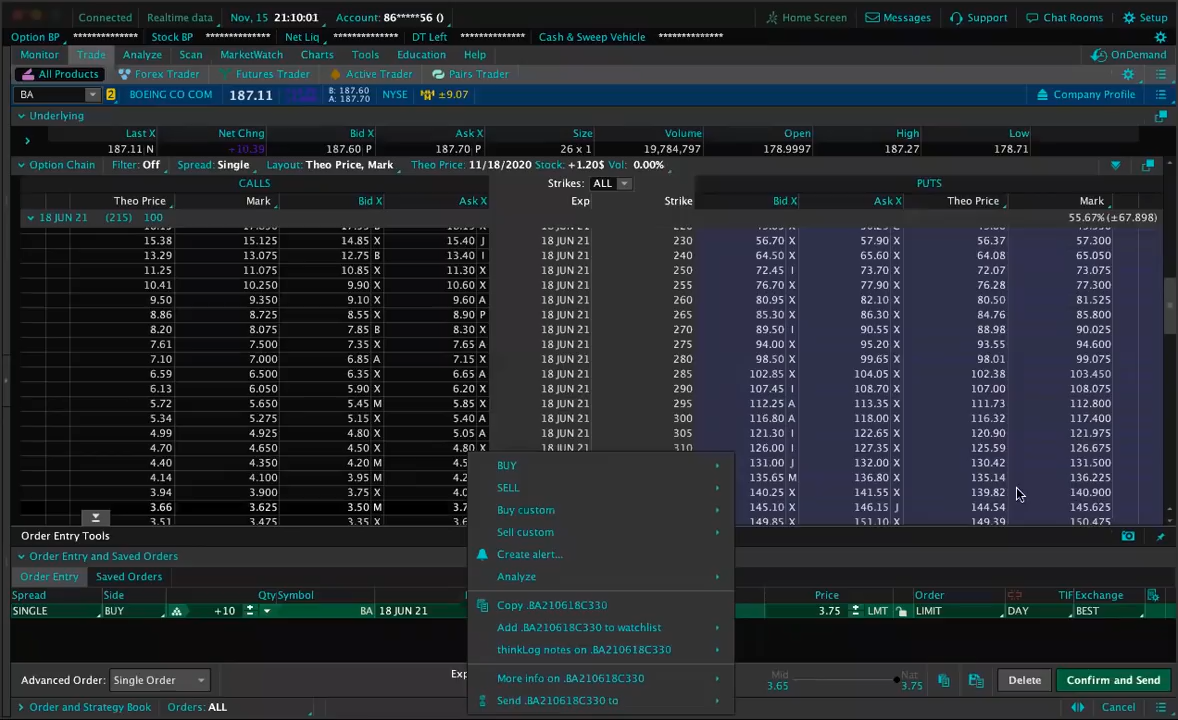 Connected Realtime data Nov, 15 21:10:01 Account: 86*****56 () Home Screen Messages Support Chat Rooms Setup
Option BP ************** Stock BP ************** Net Liq ************** DT Left ************** Cash & Sweep Vehicle **************
Monitor Trade Analyze Scan MarketWatch Charts Tools Education Help OnDemand
All Products Forex Trader Futures Trader Active Trader Pairs Trader
BA 2 BOEING CO COM 187.11 B: 187.60 A: 187.70 NYSE ±9.07 Company Profile
Underlying
Last X Net Chng Bid X Ask X Size Volume Open High Low
187.11 N +10.39 187.60 P 187.70 P 26 x 1 19,784,797 178.9997 187.27 178.71
Option Chain Filter: Off Spread: Single Layout: Theo Price, Mark Theo Price: 11/18/2020 Stock: +1.20$ Vol: 0.00%
CALLS Strikes: ALL PUTS
Theo Price Mark Bid X Ask X Exp Strike Bid X Ask X Theo Price Mark
18 JUN 21 (215) 100 55.67% (±67.898)
15.38 15.125 14.85 X 15.40 J 18 JUN 21 230 56.70 X 57.90 X 56.37 57.300
13.29 13.075 12.75 B 13.40 I 18 JUN 21 240 64.50 X 65.60 X 64.08 65.050
11.25 11.075 10.85 X 11.30 X 18 JUN 21 250 72.45 I 73.70 X 72.07 73.075
10.41 10.250 9.90 X 10.60 X 18 JUN 21 255 76.70 X 77.90 X 76.28 77.300
9.50 9.350 9.10 X 9.60 A 18 JUN 21 260 80.95 X 82.10 X 80.50 81.525
8.86 8.725 8.55 X 8.90 P 18 JUN 21 265 85.30 X 86.30 X 84.76 85.800
8.20 8.075 7.85 B 8.30 X 18 JUN 21 270 89.50 I 90.55 X 88.98 90.025
7.61 7.500 7.35 X 7.65 A 18 JUN 21 275 94.00 X 95.20 X 93.55 94.600
7.10 7.000 6.85 A 7.15 X 18 JUN 21 280 98.50 X 99.65 X 98.01 99.075
6.59 6.500 6.35 X 6.65 A 18 JUN 21 285 102.85 X 104.05 X 102.38 103.450
6.13 6.050 5.90 X 6.20 X 18 JUN 21 290 107.45 I 108.70 X 107.00 108.075
5.72 5.650 5.45 M 5.85 X 18 JUN 21 295 112.25 A 113.35 X 111.73 112.800
5.34 5.275 5.15 X 5.40 A 18 JUN 21 300 116.80 A 118.00 X 116.32 117.400
4.99 4.925 4.80 X 5.05 A 18 JUN 21 305 121.30 I 122.65 X 120.90 121.975
4.70 4.650 4.50 X 4.80 X 18 JUN 21 310 126.00 I 127.35 X 125.59 126.675
4.40 4.350 4.20 M 131.00 J 132.00 X 130.42 131.500
4.14 4.100 3.95 X 135.65 M 136.80 X 135.14 136.225
3.94 3.900 3.75 X 140.25 X 141.55 X 139.82 140.900
3.66 3.625 3.50 M 145.10 X 146.15 J 144.54 145.625
3.51 3.475 3.35 X 149.85 X 151.10 X 149.39 150.475
BUY
SELL
Buy custom
Sell custom
Create alert...
Analyze
Copy .BA210618C330
Add .BA210618C330 to watchlist
thinkLog notes on .BA210618C330
More info on .BA210618C330
Send .BA210618C330 to
Order Entry Tools
Order Entry and Saved Orders
Order Entry Saved Orders
Spread Side Qty Symbol Price Order TIF Exchange
SINGLE BUY +10 BA 18 JUN 21 3.75 LMT LIMIT DAY BEST
Advanced Order: Single Order Mid 3.65 Nat 3.75 Delete Confirm and Send
Order and Strategy Book Orders: ALL Cancel